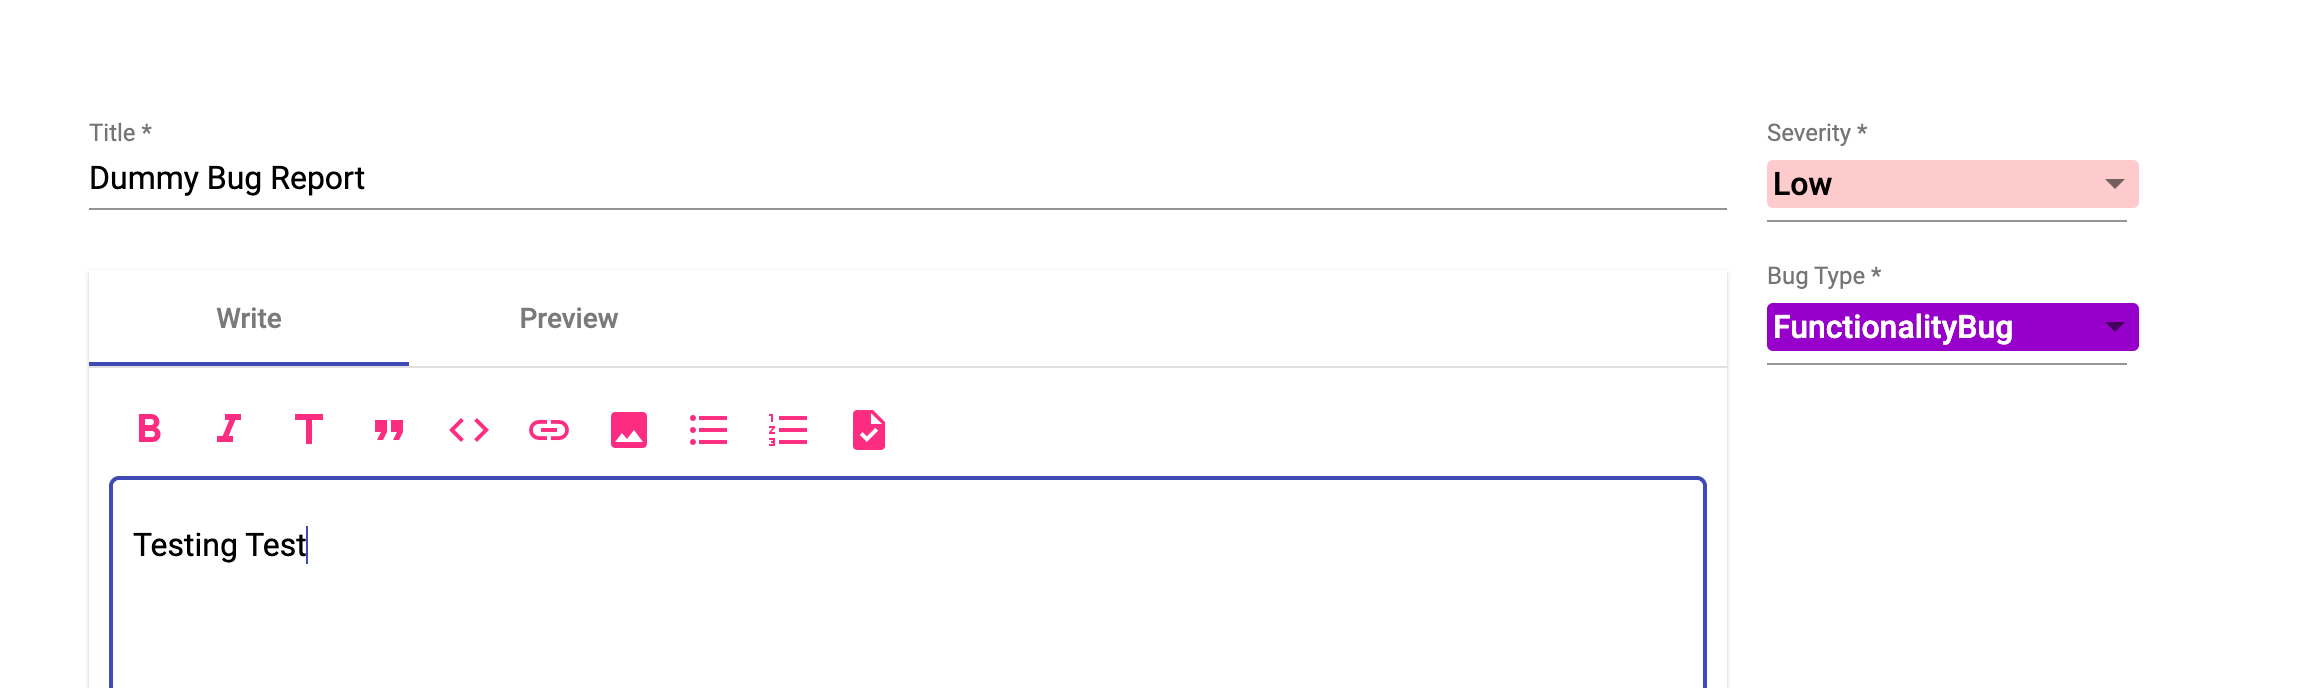 Title *
Dummy Bug Report
Severity *
Low
Bug Type *
FunctionalityBug
Write Preview
B I T
Testing Test